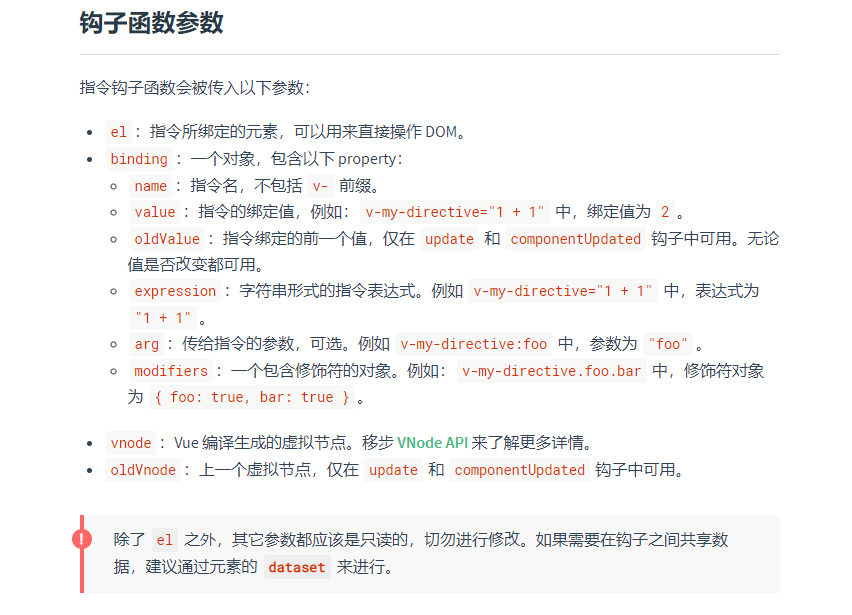 钩子函数参数
指令钩子函数会被传入以下参数：
el：指令所绑定的元素，可以用来直接操作 DOM。
binding：一个对象，包含以下 property：
name：指令名，不包括 v- 前缀。
value：指令的绑定值，例如：v-my-directive="1 + 1" 中，绑定值为 2。
oldValue：指令绑定的前一个值，仅在 update 和 componentUpdated 钩子中可用。无论
值是否改变都可用。
expression：字符串形式的指令表达式。例如 v-my-directive="1 + 1" 中，表达式为
"1 + 1"。
arg：传给指令的参数，可选。例如 v-my-directive:foo 中，参数为 "foo"。
modifiers：一个包含修饰符的对象。例如：v-my-directive.foo.bar 中，修饰符对象
为 { foo: true, bar: true }。
vnode：Vue 编译生成的虚拟节点。移步 VNode API 来了解更多详情。
oldVnode：上一个虚拟节点，仅在 update 和 componentUpdated 钩子中可用。
除了 el 之外，其它参数都应该是只读的，切勿进行修改。如果需要在钩子之间共享数
据，建议通过元素的 dataset 来进行。